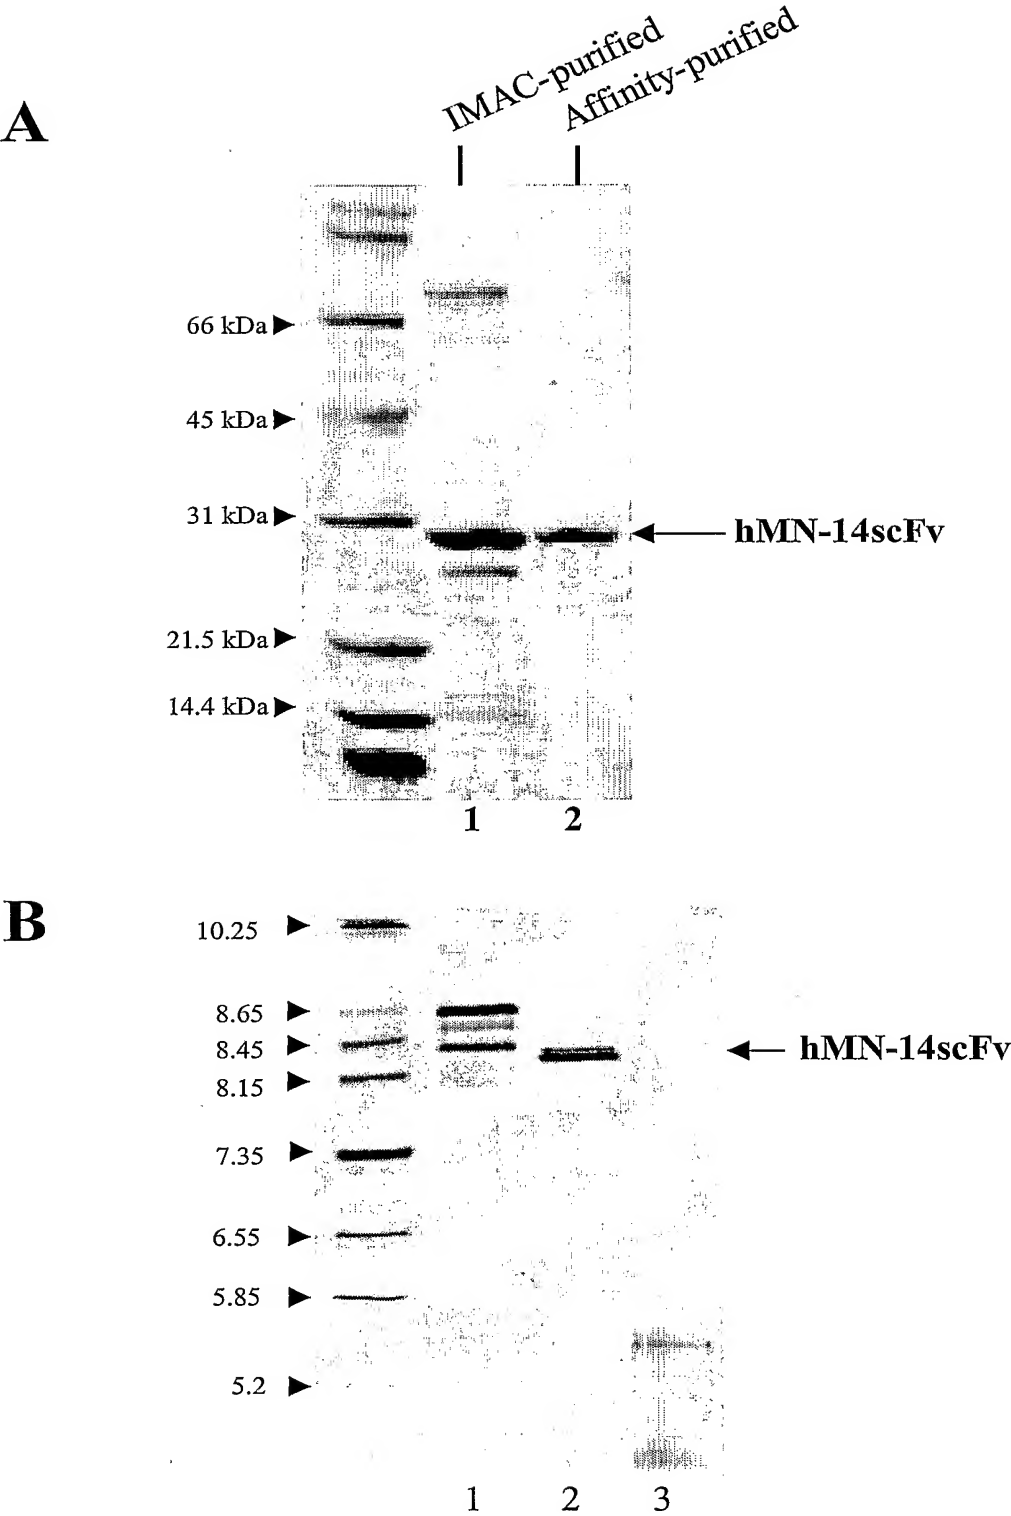 IMAC-purified
Affinity-purified
A
66 kDa
45 kDa
31 kDa
hMN-14scFv
21.5 kDa
14.4 kDa
1 2
B
10.25
8.65
8.45
hMN-14scFv
8.15
7.35
6.55
5.85
5.2
1 2 3